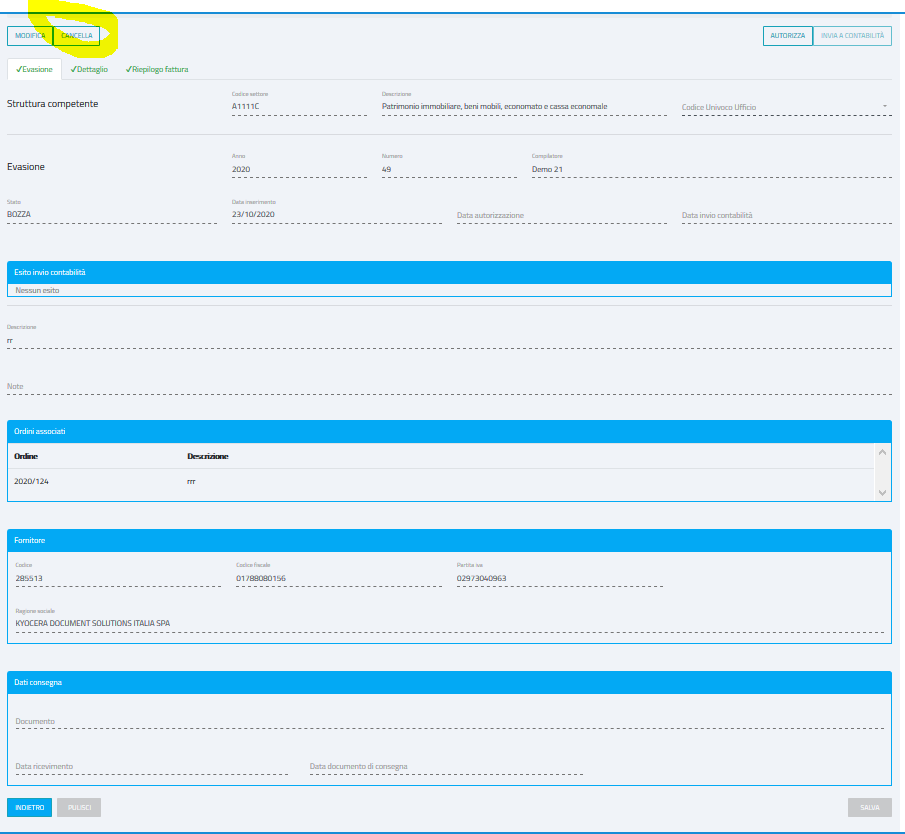 MODIFICA CANCELLA AUTORIZZA INVIA A CONTABILITÀ
✓Evasione ✓Dettaglio ✓Riepilogo fattura
Codice settore Descrizione
Struttura competente A1111C Patrimonio immobiliare, beni mobili, economato e cassa economale Codice Univoco Ufficio
Anno Numero Compilatore
Evasione 2020 49 Demo 21
Stato Data inserimento
BOZZA 23/10/2020 Data autorizzazione Data invio contabilità
Esito invio contabilità
Nessun esito
Descrizione
rr
Note
Ordini associati
Ordine Descrizione
2020/124 rrr
Fornitore
Codice Codice fiscale Partita iva
285513 01788080156 02973040963
Ragione sociale
KYOCERA DOCUMENT SOLUTIONS ITALIA SPA
Dati consegna
Documento
Data ricevimento Data documento di consegna
INDIETRO PULISCI SALVA